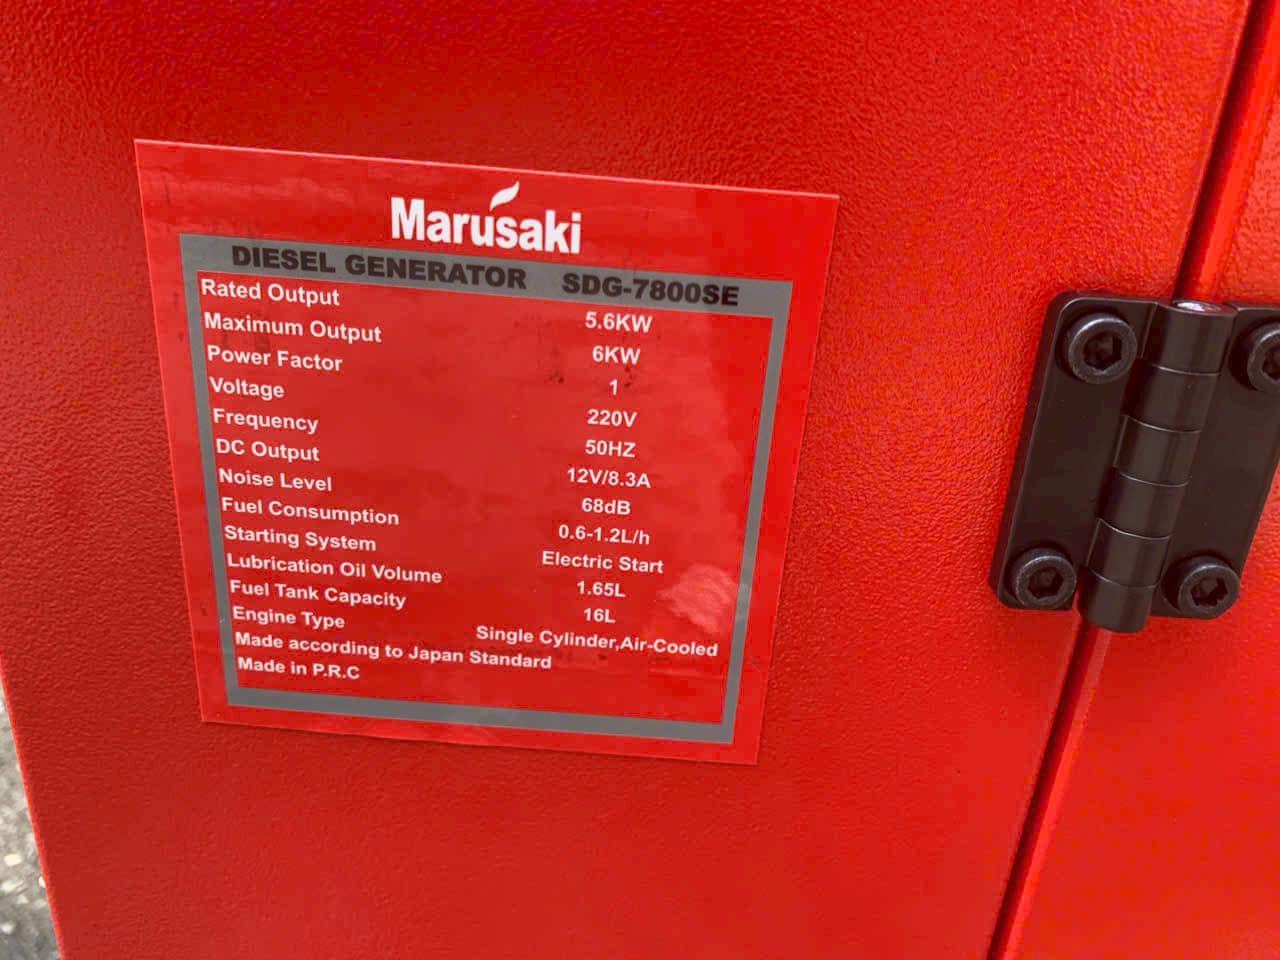 Marusaki
DIESEL GENERATOR SDG-7800SE
Rated Output 5.6KW
Maximum Output 6KW
Power Factor 1
Voltage 220V
Frequency 50HZ
DC Output 12V/8.3A
Noise Level 68dB
Fuel Consumption 0.6-1.2L/h
Starting System Electric Start
Lubrication Oil Volume 1.65L
Fuel Tank Capacity 16L
Engine Type Single Cylinder,Air-Cooled
Made according to Japan Standard
Made in P.R.C